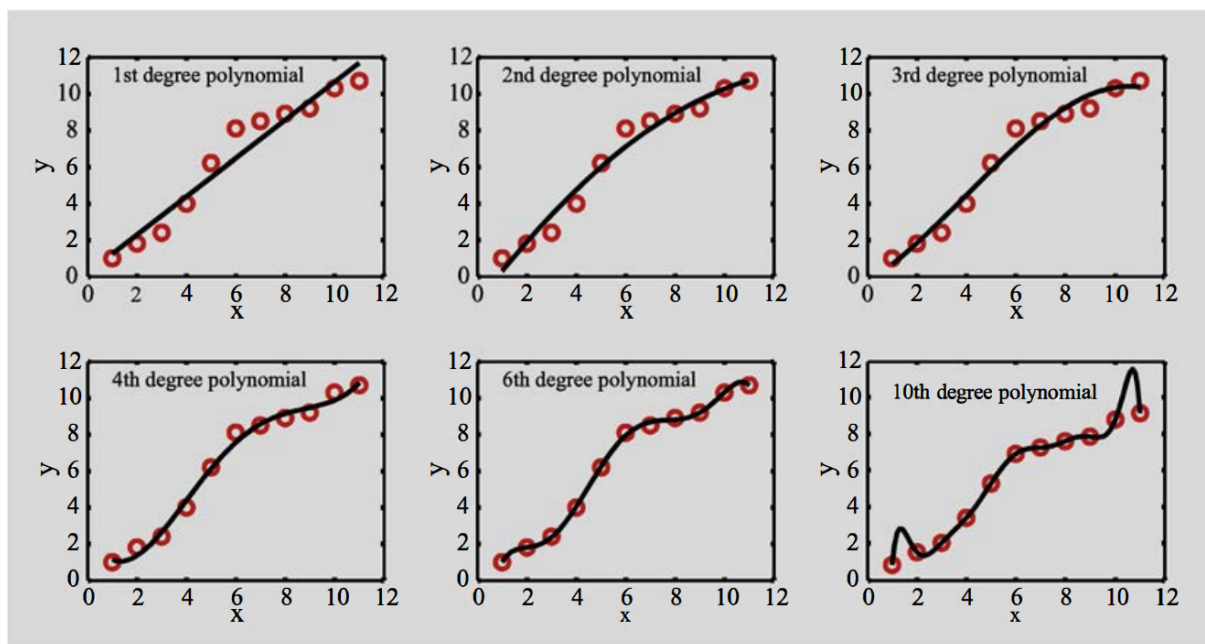 12
10
8
6
4
2
0
y
1st degree polynomial
0 2 4 6 8 10 12
x
12
10
8
6
4
2
0
y
2nd degree polynomial
0 2 4 6 8 10 12
x
12
10
8
6
4
2
0
y
3rd degree polynomial
0 2 4 6 8 10 12
x
12
10
8
6
4
2
0
y
4th degree polynomial
0 2 4 6 8 10 12
x
12
10
8
6
4
2
0
y
6th degree polynomial
0 2 4 6 8 10 12
x
12
10
8
6
4
2
0
y
10th degree polynomial
0 2 4 6 8 10 12
x